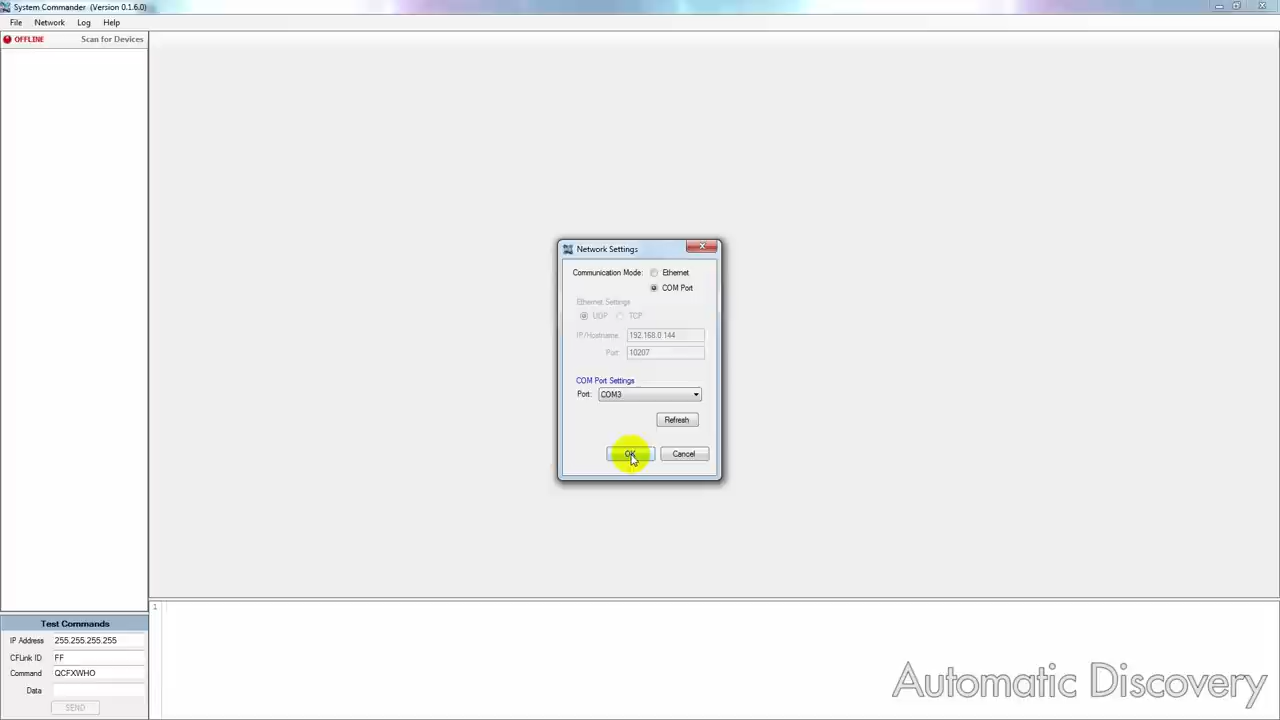 System Commander (Version 0.1.6.0)
File Network Log Help
OFFLINE Scan for Devices
Network Settings
Communication Mode: Ethernet
COM Port
Ethernet Settings
UDP TCP
IP/Hostname: 192.168.0.144
Port: 10207
COM Port Settings
Port: COM3
Refresh
OK Cancel
1
Test Commands
IP Address 255.255.255.255
CFLink ID FF
Command QCFXWHO
Data
SEND
Automatic Discovery